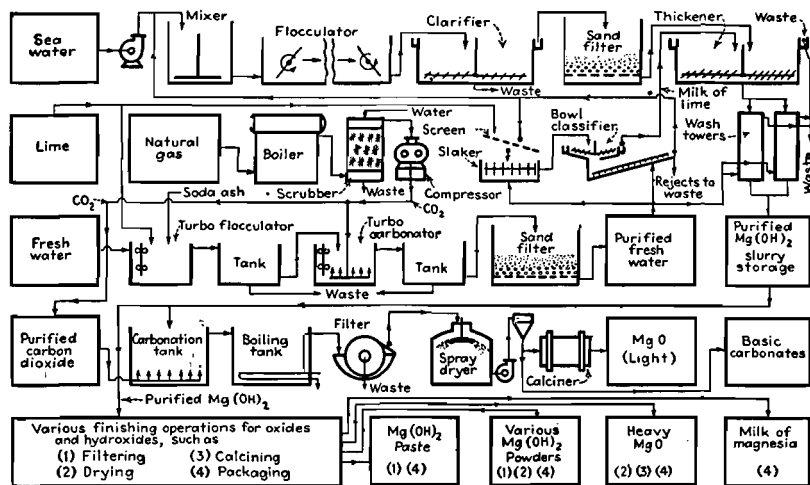 Sea
water
Mixer
Flocculator
Clarifier
Waste
Sand
filter
Thickener
Waste
Milk of
lime
Lime
Natural
gas
Boiler
Water
Scrubber
Waste
Compressor
CO₂
Screen
Slaker
Bowl
classifier
Rejects to
waste
Wash
towers
Waste
CO₂
Soda ash
Fresh
water
Turbo flocculator
Tank
Turbo
carbonator
Tank
Waste
Sand
filter
Purified
fresh
water
Purified
Mg(OH)₂
slurry
storage
Purified
carbon
dioxide
Carbonation
tank
Boiling
tank
Filter
Waste
Spray
dryer
Calciner
MgO
(Light)
Basic
carbonates
Purified Mg(OH)₂
Various finishing operations for oxides
and hydroxides, such as
(1) Filtering (3) Calcining
(2) Drying (4) Packaging
Mg(OH)₂
Paste
(1) (4)
Various
Mg(OH)₂
Powders
(1)(2) (4)
Heavy
MgO
(2) (3) (4)
Milk of
magnesia
(4)